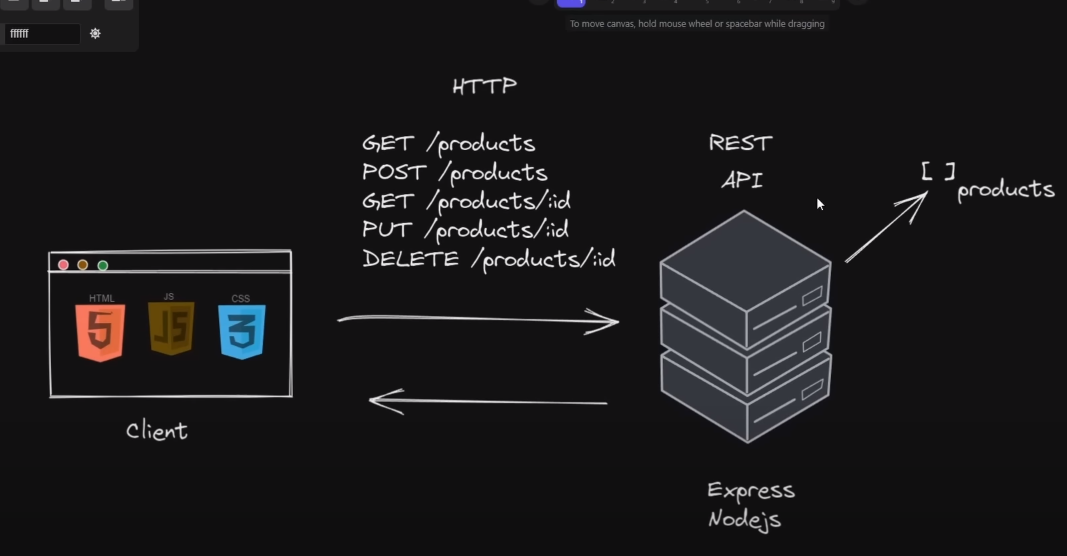 ffffff
To move canvas, hold mouse wheel or spacebar while dragging
HTTP
GET /products
POST /products
GET /products/:id
PUT /products/:id
DELETE /products/:id
REST
API
[ ]
products
HTML
JS
CSS
5
JS
3
Client
Express
Nodejs